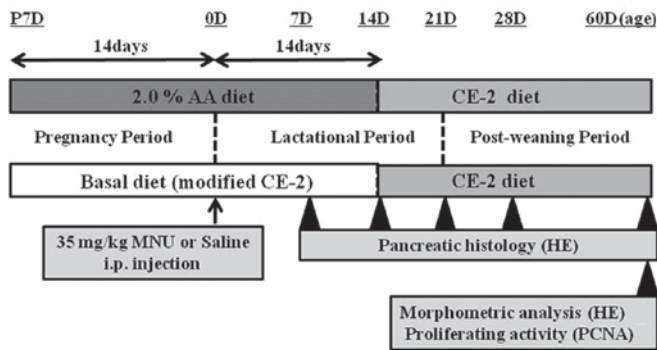 P7D 0D 7D 14D 21D 28D 60D (age)
14days 14days
2.0 % AA diet CE-2 diet
Pregnancy Period Lactational Period Post-weaning Period
Basal diet (modified CE-2) CE-2 diet
35 mg/kg MNU or Saline
i.p. injection
Pancreatic histology (HE)
Morphometric analysis (HE)
Proliferating activity (PCNA)